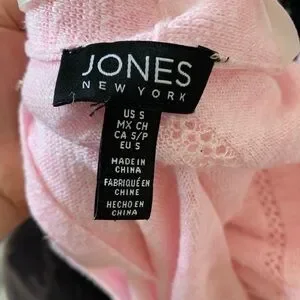 JONES
NEW YORK
US S
MX CH
CA S/P
EU S
MADE IN
CHINA
FABRIQUÉ EN
CHINE
HECHO EN
CHINA